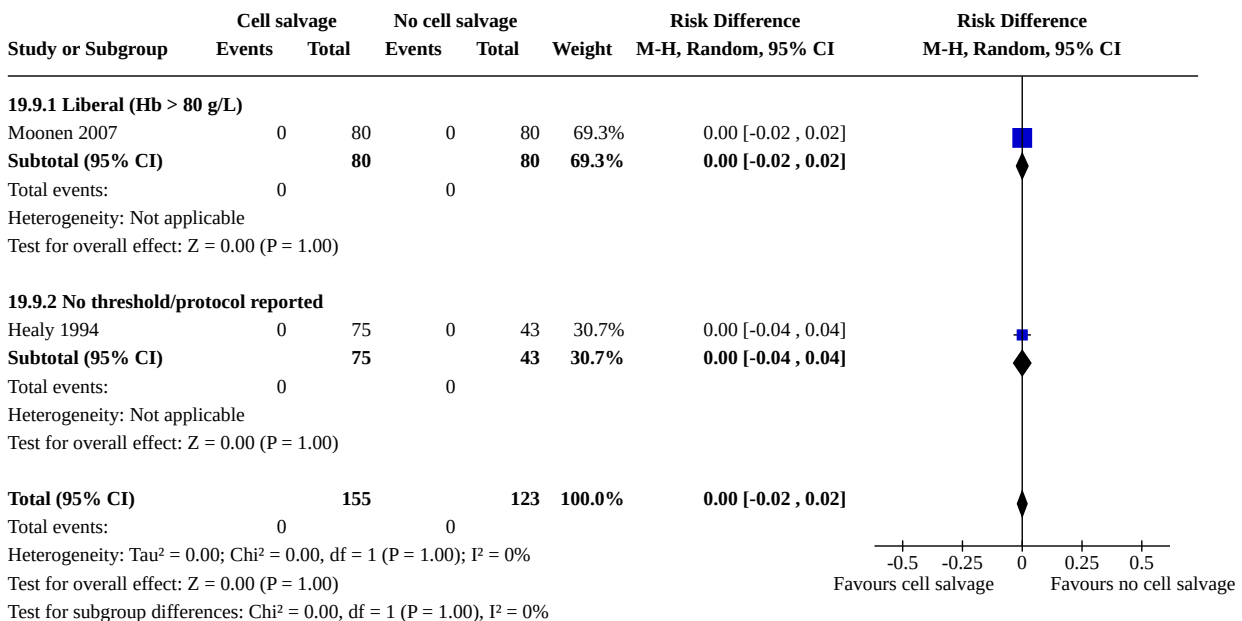 Cell salvage No cell salvage Risk Difference Risk Difference
Study or Subgroup Events Total Events Total Weight M-H, Random, 95% CI M-H, Random, 95% CI
19.9.1 Liberal (Hb > 80 g/L)
Moonen 2007 0 80 0 80 69.3% 0.00 [-0.02 , 0.02]
Subtotal (95% CI) 80 80 69.3% 0.00 [-0.02 , 0.02]
Total events: 0 0
Heterogeneity: Not applicable
Test for overall effect: Z = 0.00 (P = 1.00)
19.9.2 No threshold/protocol reported
Healy 1994 0 75 0 43 30.7% 0.00 [-0.04 , 0.04]
Subtotal (95% CI) 75 43 30.7% 0.00 [-0.04 , 0.04]
Total events: 0 0
Heterogeneity: Not applicable
Test for overall effect: Z = 0.00 (P = 1.00)
Total (95% CI) 155 123 100.0% 0.00 [-0.02 , 0.02]
Total events: 0 0
Heterogeneity: Tau² = 0.00; Chi² = 0.00, df = 1 (P = 1.00); I² = 0%
-0.5 -0.25 0 0.25 0.5
Test for overall effect: Z = 0.00 (P = 1.00)
Favours cell salvage Favours no cell salvage
Test for subgroup differences: Chi² = 0.00, df = 1 (P = 1.00), I² = 0%